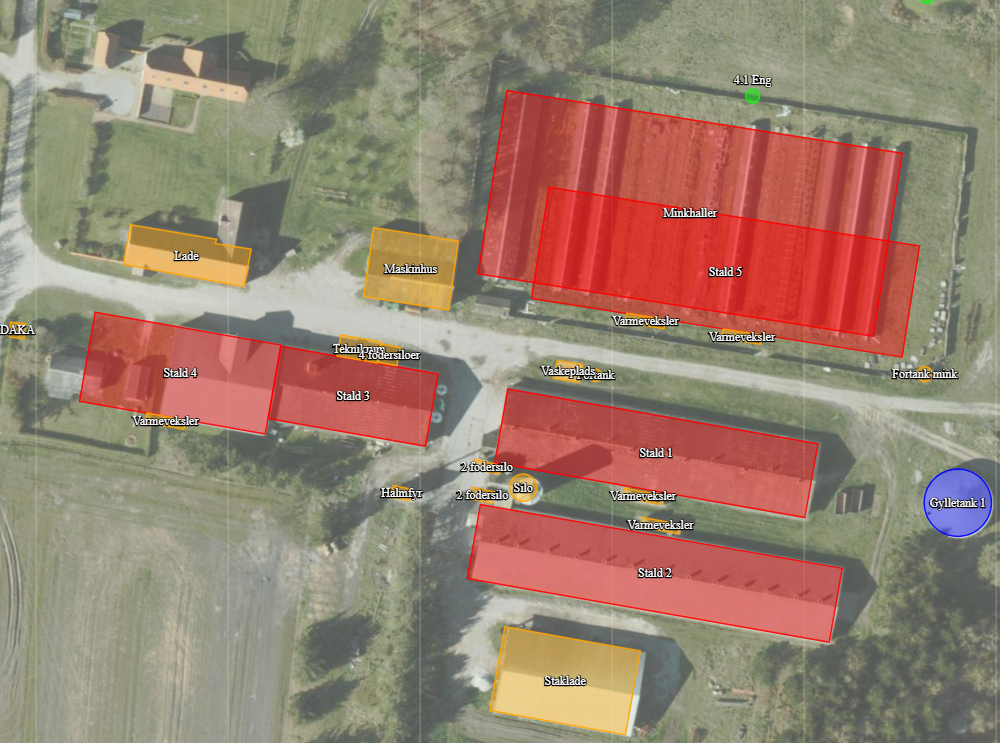 4.1 Eng
Minkhaller
Lade
Maskinhus
Stald 5
Varmeveksler
DAKA
Varmeveksler
Teknikrum
4 fodersiloer
Stald 4
Vaskeplads
Fortank
Fortank mink
Stald 3
Varmeveksler
Stald 1
2 fodersilo
Silo
Halmfyr
2 fodersilo
Varmeveksler
Gylletank 1
Varmeveksler
Stald 2
Staklade